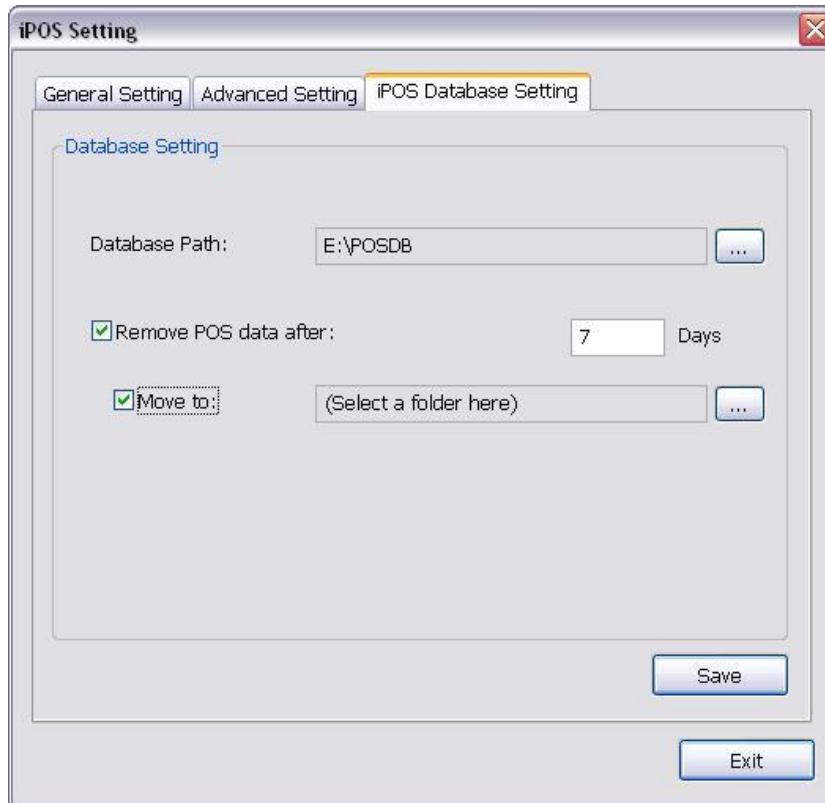 iPOS Setting
General Setting Advanced Setting iPOS Database Setting
Database Setting
Database Path: E:\POSDB ...
Remove POS data after: 7 Days
Move to: (Select a folder here) ...
Save
Exit